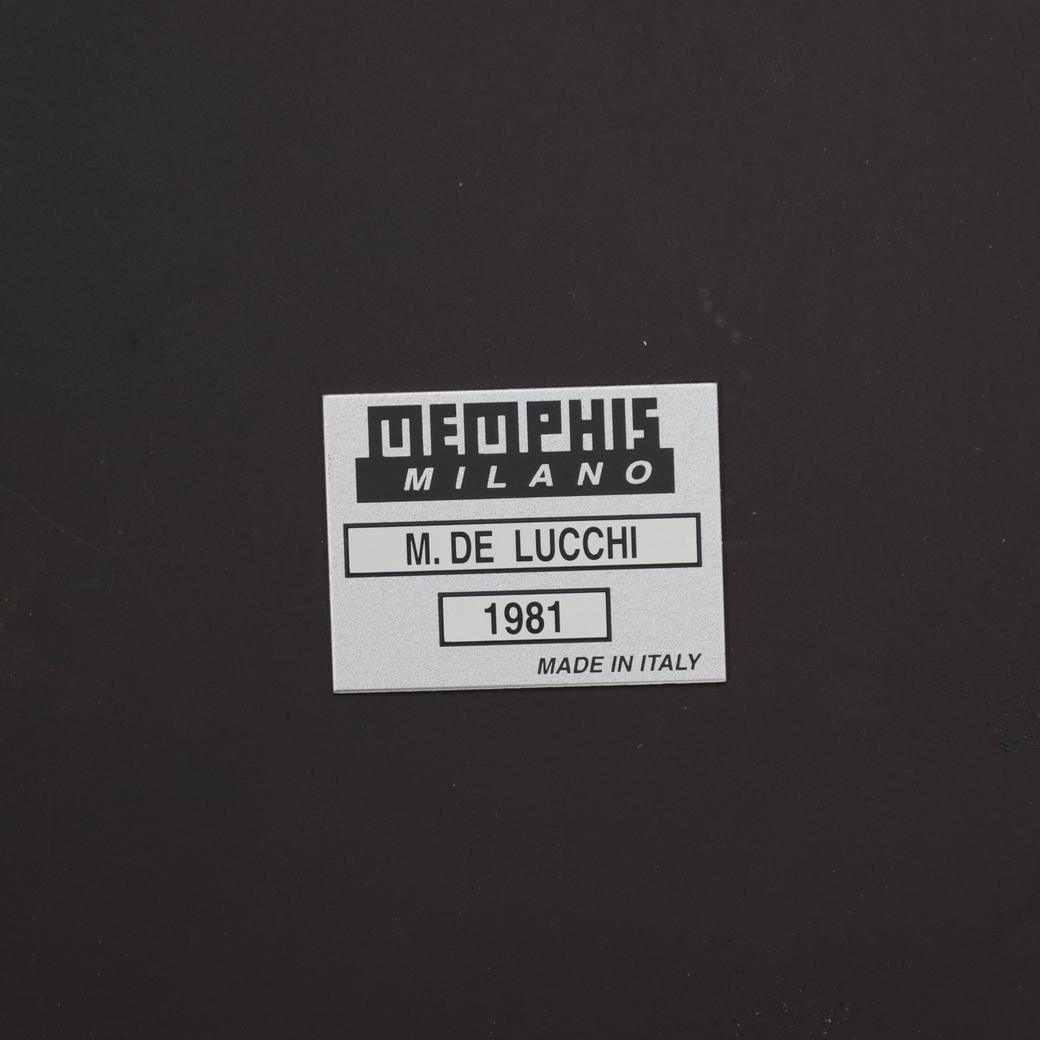 MEMPHIS
MILANO
M. DE LUCCHI
1981
MADE IN ITALY